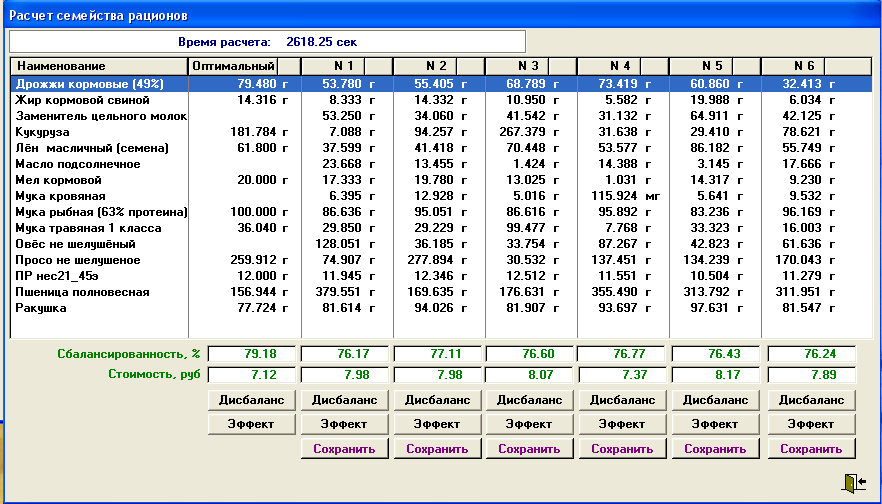 Расчет семейства рационов
Время расчета: 2618.25 сек
Наименование Оптимальный N 1 N 2 N 3 N 4 N 5 N 6
Дрожжи кормовые (49%) 79.480 г 53.780 г 55.405 г 68.789 г 73.419 г 60.860 г 32.413 г
Жир кормовой свиной 14.316 г 8.333 г 14.332 г 10.950 г 5.582 г 19.988 г 6.034 г
Заменитель цельного молок 53.250 г 34.060 г 41.542 г 31.132 г 64.911 г 42.125 г
Кукуруза 181.784 г 7.088 г 94.257 г 267.379 г 31.638 г 29.410 г 78.621 г
Лён масличный (семена) 61.800 г 37.599 г 41.418 г 70.448 г 53.577 г 86.182 г 55.749 г
Масло подсолнечное 23.668 г 13.455 г 1.424 г 14.388 г 3.145 г 17.666 г
Мел кормовой 20.000 г 17.333 г 19.780 г 13.025 г 1.031 г 14.317 г 9.230 г
Мука кровяная 6.395 г 12.928 г 5.016 г 115.924 мг 5.641 г 9.532 г
Мука рыбная (63% протеина) 100.000 г 86.636 г 95.051 г 86.616 г 95.892 г 83.236 г 96.169 г
Мука травяная 1 класса 36.040 г 29.850 г 29.229 г 99.477 г 7.768 г 33.323 г 16.003 г
Овёс не шелушёный 128.051 г 36.185 г 33.754 г 87.267 г 42.823 г 61.636 г
Просо не шелушеное 259.912 г 74.907 г 277.894 г 30.532 г 137.451 г 134.239 г 170.043 г
ПР нес21_45э 12.000 г 11.945 г 12.346 г 12.512 г 11.551 г 10.504 г 11.279 г
Пшеница полновесная 156.944 г 379.551 г 169.635 г 176.631 г 355.490 г 313.792 г 311.951 г
Ракушка 77.724 г 81.614 г 94.026 г 81.907 г 93.697 г 97.631 г 81.547 г
Сбалансированность, % 79.18 76.17 77.11 76.60 76.77 76.43 76.24
Стоимость, руб 7.12 7.98 7.98 8.07 7.37 8.17 7.89
Дисбаланс Дисбаланс Дисбаланс Дисбаланс Дисбаланс Дисбаланс Дисбаланс
Эффект Эффект Эффект Эффект Эффект Эффект Эффект
Сохранить Сохранить Сохранить Сохранить Сохранить Сохранить